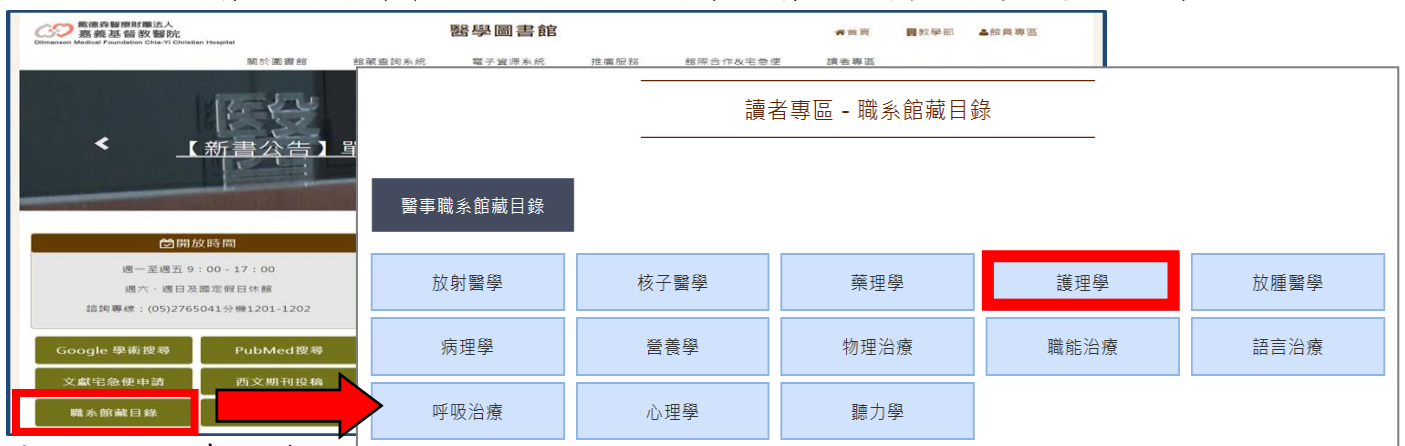 戴德森醫療財團法人
嘉義基督教醫院
Ditmanson Medical Foundation Chia-Yi Christian Hospital
醫學圖書館
首頁
教學部
館員專區
關於圖書館
館藏查詢系統
電子資源系統
推廣服務
館際合作&宅急便
讀者專區
【新書公告】
開放時間
週一至週五 9:00-17:00
週六、週日及國定假日休館
諮詢專線:(05)2765041分機1201-1202
Google 學術搜尋
PubMed搜尋
文獻宅急便申請
西文期刊投稿
職系館藏目錄
讀者專區 - 職系館藏目錄
醫事職系館藏目錄
放射醫學
核子醫學
藥理學
護理學
放腫醫學
病理學
營養學
物理治療
職能治療
語言治療
呼吸治療
心理學
聽力學